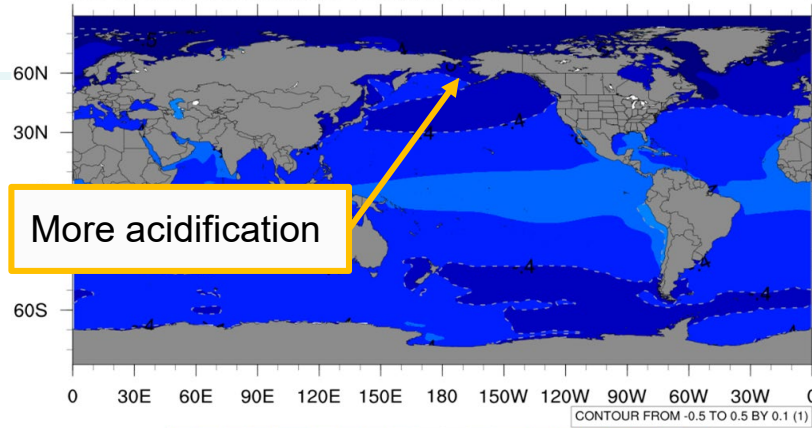 60N
30N
More acidification
60S
0 30E 60E 90E 120E 150E 180 150W 120W 90W 60W 30W
CONTOUR FROM -0.5 TO 0.5 BY 0.1 (1)